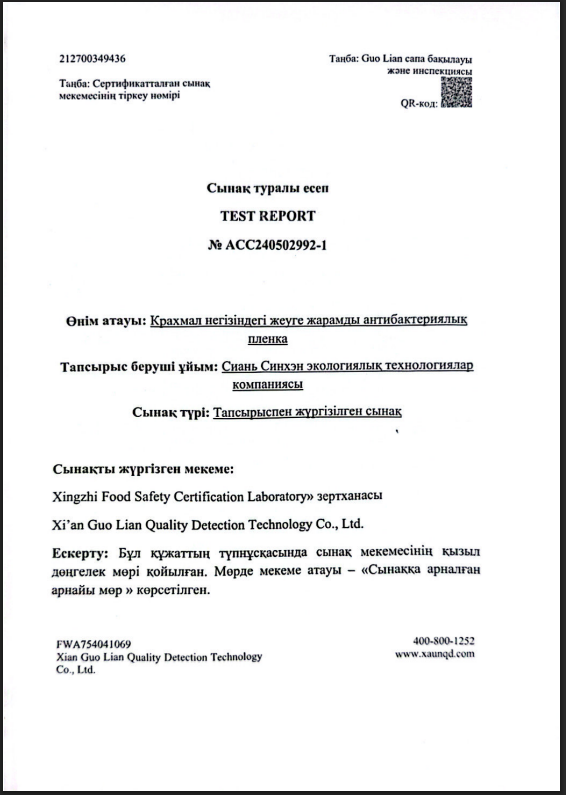 212700349436
Таңба: Guo Lian сапа бақылауы
және инспекциясы
Таңба: Сертификатталған сынақ
мекемесінің тіркеу нөмірі
QR-код:
Сынақ туралы есеп
TEST REPORT
№ ACC240502992-1
Өнім атауы: Крахмал негізіндегі жеуге жарамды антибактериялық
пленка
Тапсырыс беруші ұйым: Сиань Синхэн экологиялық технологиялар
компаниясы
Сынақ түрі: Тапсырыспен жүргізілген сынақ
Сынақты жүргізген мекеме:
Xingzhi Food Safety Certification Laboratory» зертханасы
Xi’an Guo Lian Quality Detection Technology Co., Ltd.
Ескерту: Бұл құжаттың түпнұсқасында сынақ мекемесінің қызыл
дөңгелек мөрі қойылған. Мөрде мекеме атауы – «Сынаққа арналған
арнайы мөр » көрсетілген.
FWA754041069
Xian Guo Lian Quality Detection Technology
Co., Ltd.
400-800-1252
www.xaunqd.com